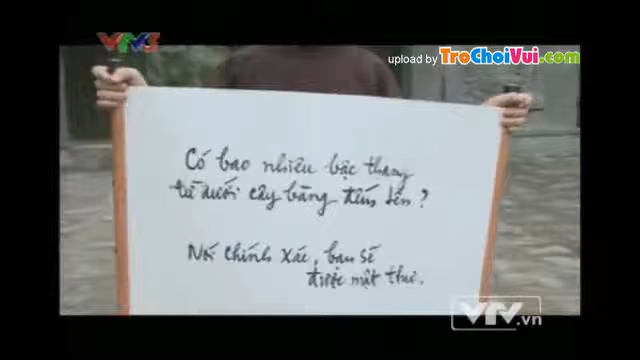 VTV3
upload by TroChoiVui.com
Có bao nhiêu bậc thang
từ dưới cây bàng đến đền ?
Nói chính xác, bạn sẽ
được mật thư.
VTV.vn